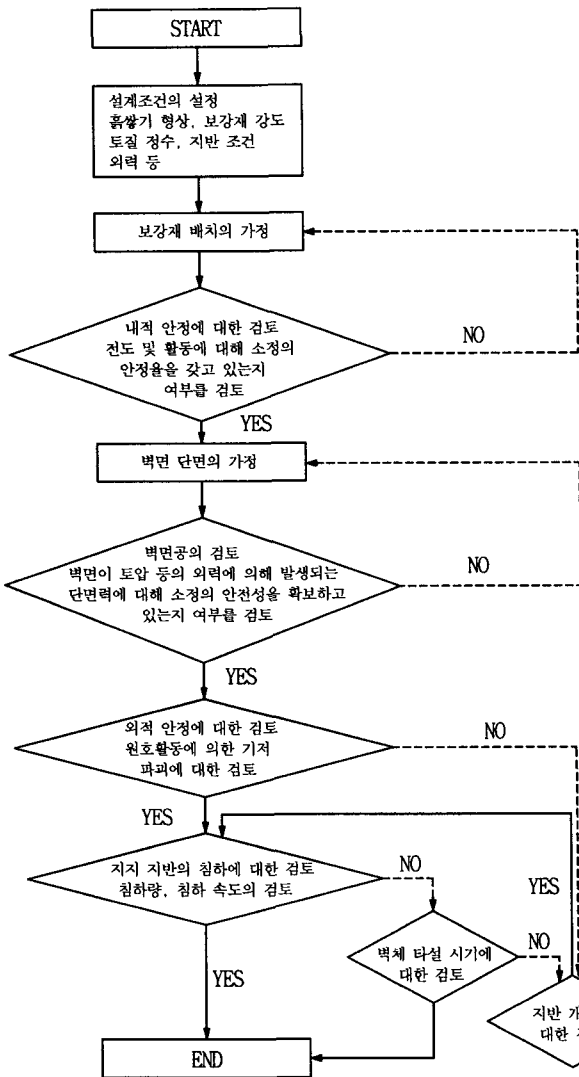 START
설계조건의 설정
흙쌓기 형상, 보강재 강도
토질 정수, 지반 조건
외력 등
보강재 배치의 가정
내적 안정에 대한 검토
전도 및 활동에 대해 소정의
안정율을 갖고 있는지
여부를 검토
NO
YES
벽면 단면의 가정
벽면공의 검토
벽면이 토압 등의 외력에 의해 발생되는
단면력에 대해 소정의 안전성을 확보하고
있는지 여부를 검토
NO
YES
외적 안정에 대한 검토
원호활동에 의한 기저
파괴에 대한 검토
NO
YES
지지 지반의 침하에 대한 검토
침하량, 침하 속도의 검토
NO
YES
벽체 타설 시기에
대한 검토
NO
YES
지반
대한
END